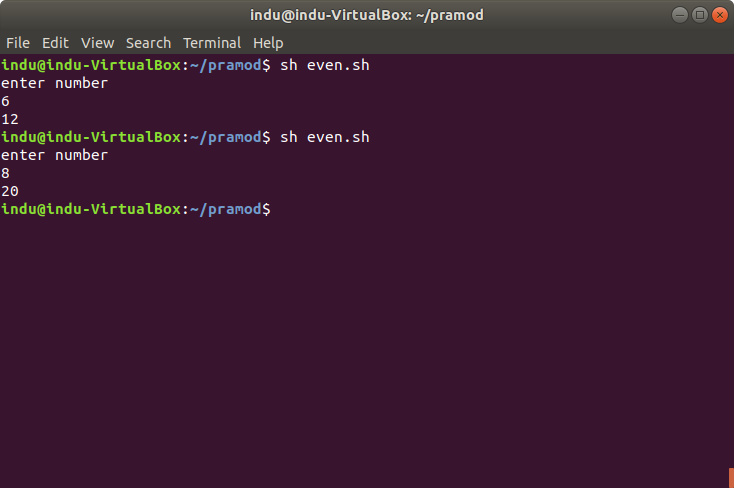 indu@indu-VirtualBox: ~/pramod
File Edit View Search Terminal Help
indu@indu-VirtualBox:~/pramod$ sh even.sh
enter number
6
12
indu@indu-VirtualBox:~/pramod$ sh even.sh
enter number
8
20
indu@indu-VirtualBox:~/pramod$